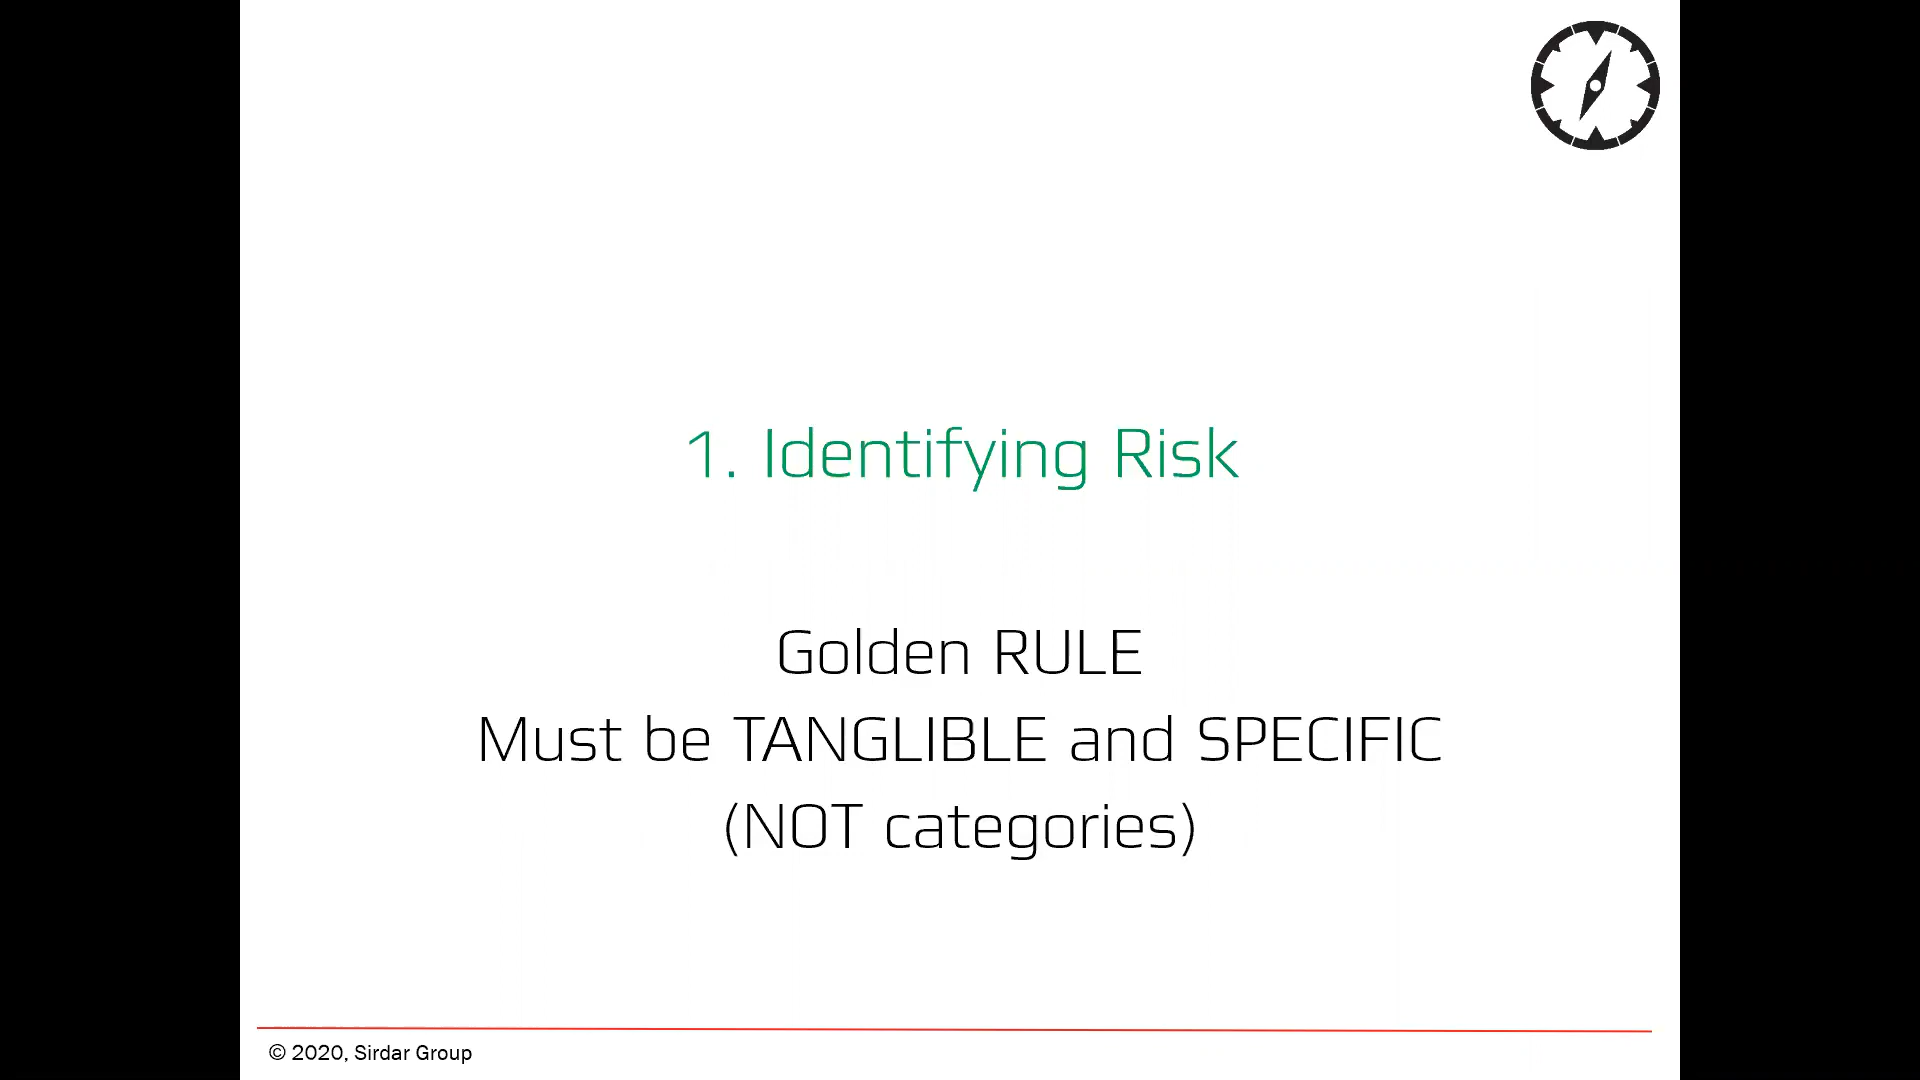 1. Identifying Risk
Golden RULE
Must be TANGLIBLE and SPECIFIC
(NOT categories)
© 2020, Sirdar Group